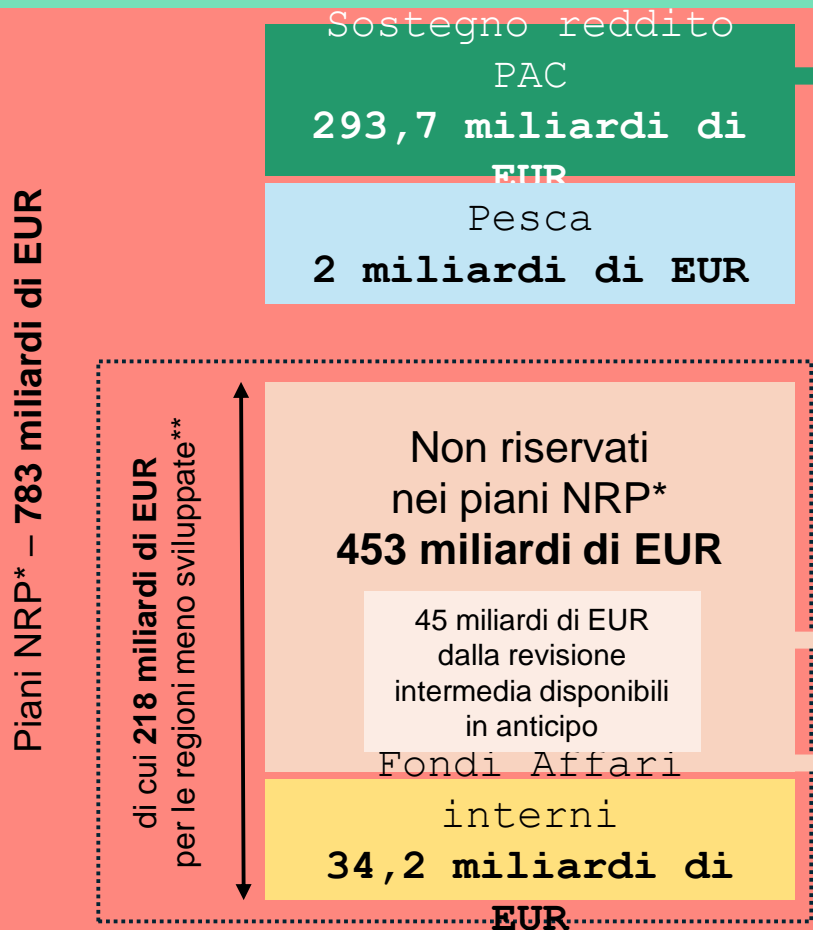 Piani NRP* – 783 miliardi di EUR
Sostegno reddito
PAC
293,7 miliardi di
EUR
Pesca
2 miliardi di EUR
di cui 218 miliardi di EUR
per le regioni meno sviluppate**
Non riservati
nei piani NRP*
453 miliardi di EUR
45 miliardi di EUR
dalla revisione
intermedia disponibili
in anticipo
Fondi Affari
interni
34,2 miliardi di
EUR